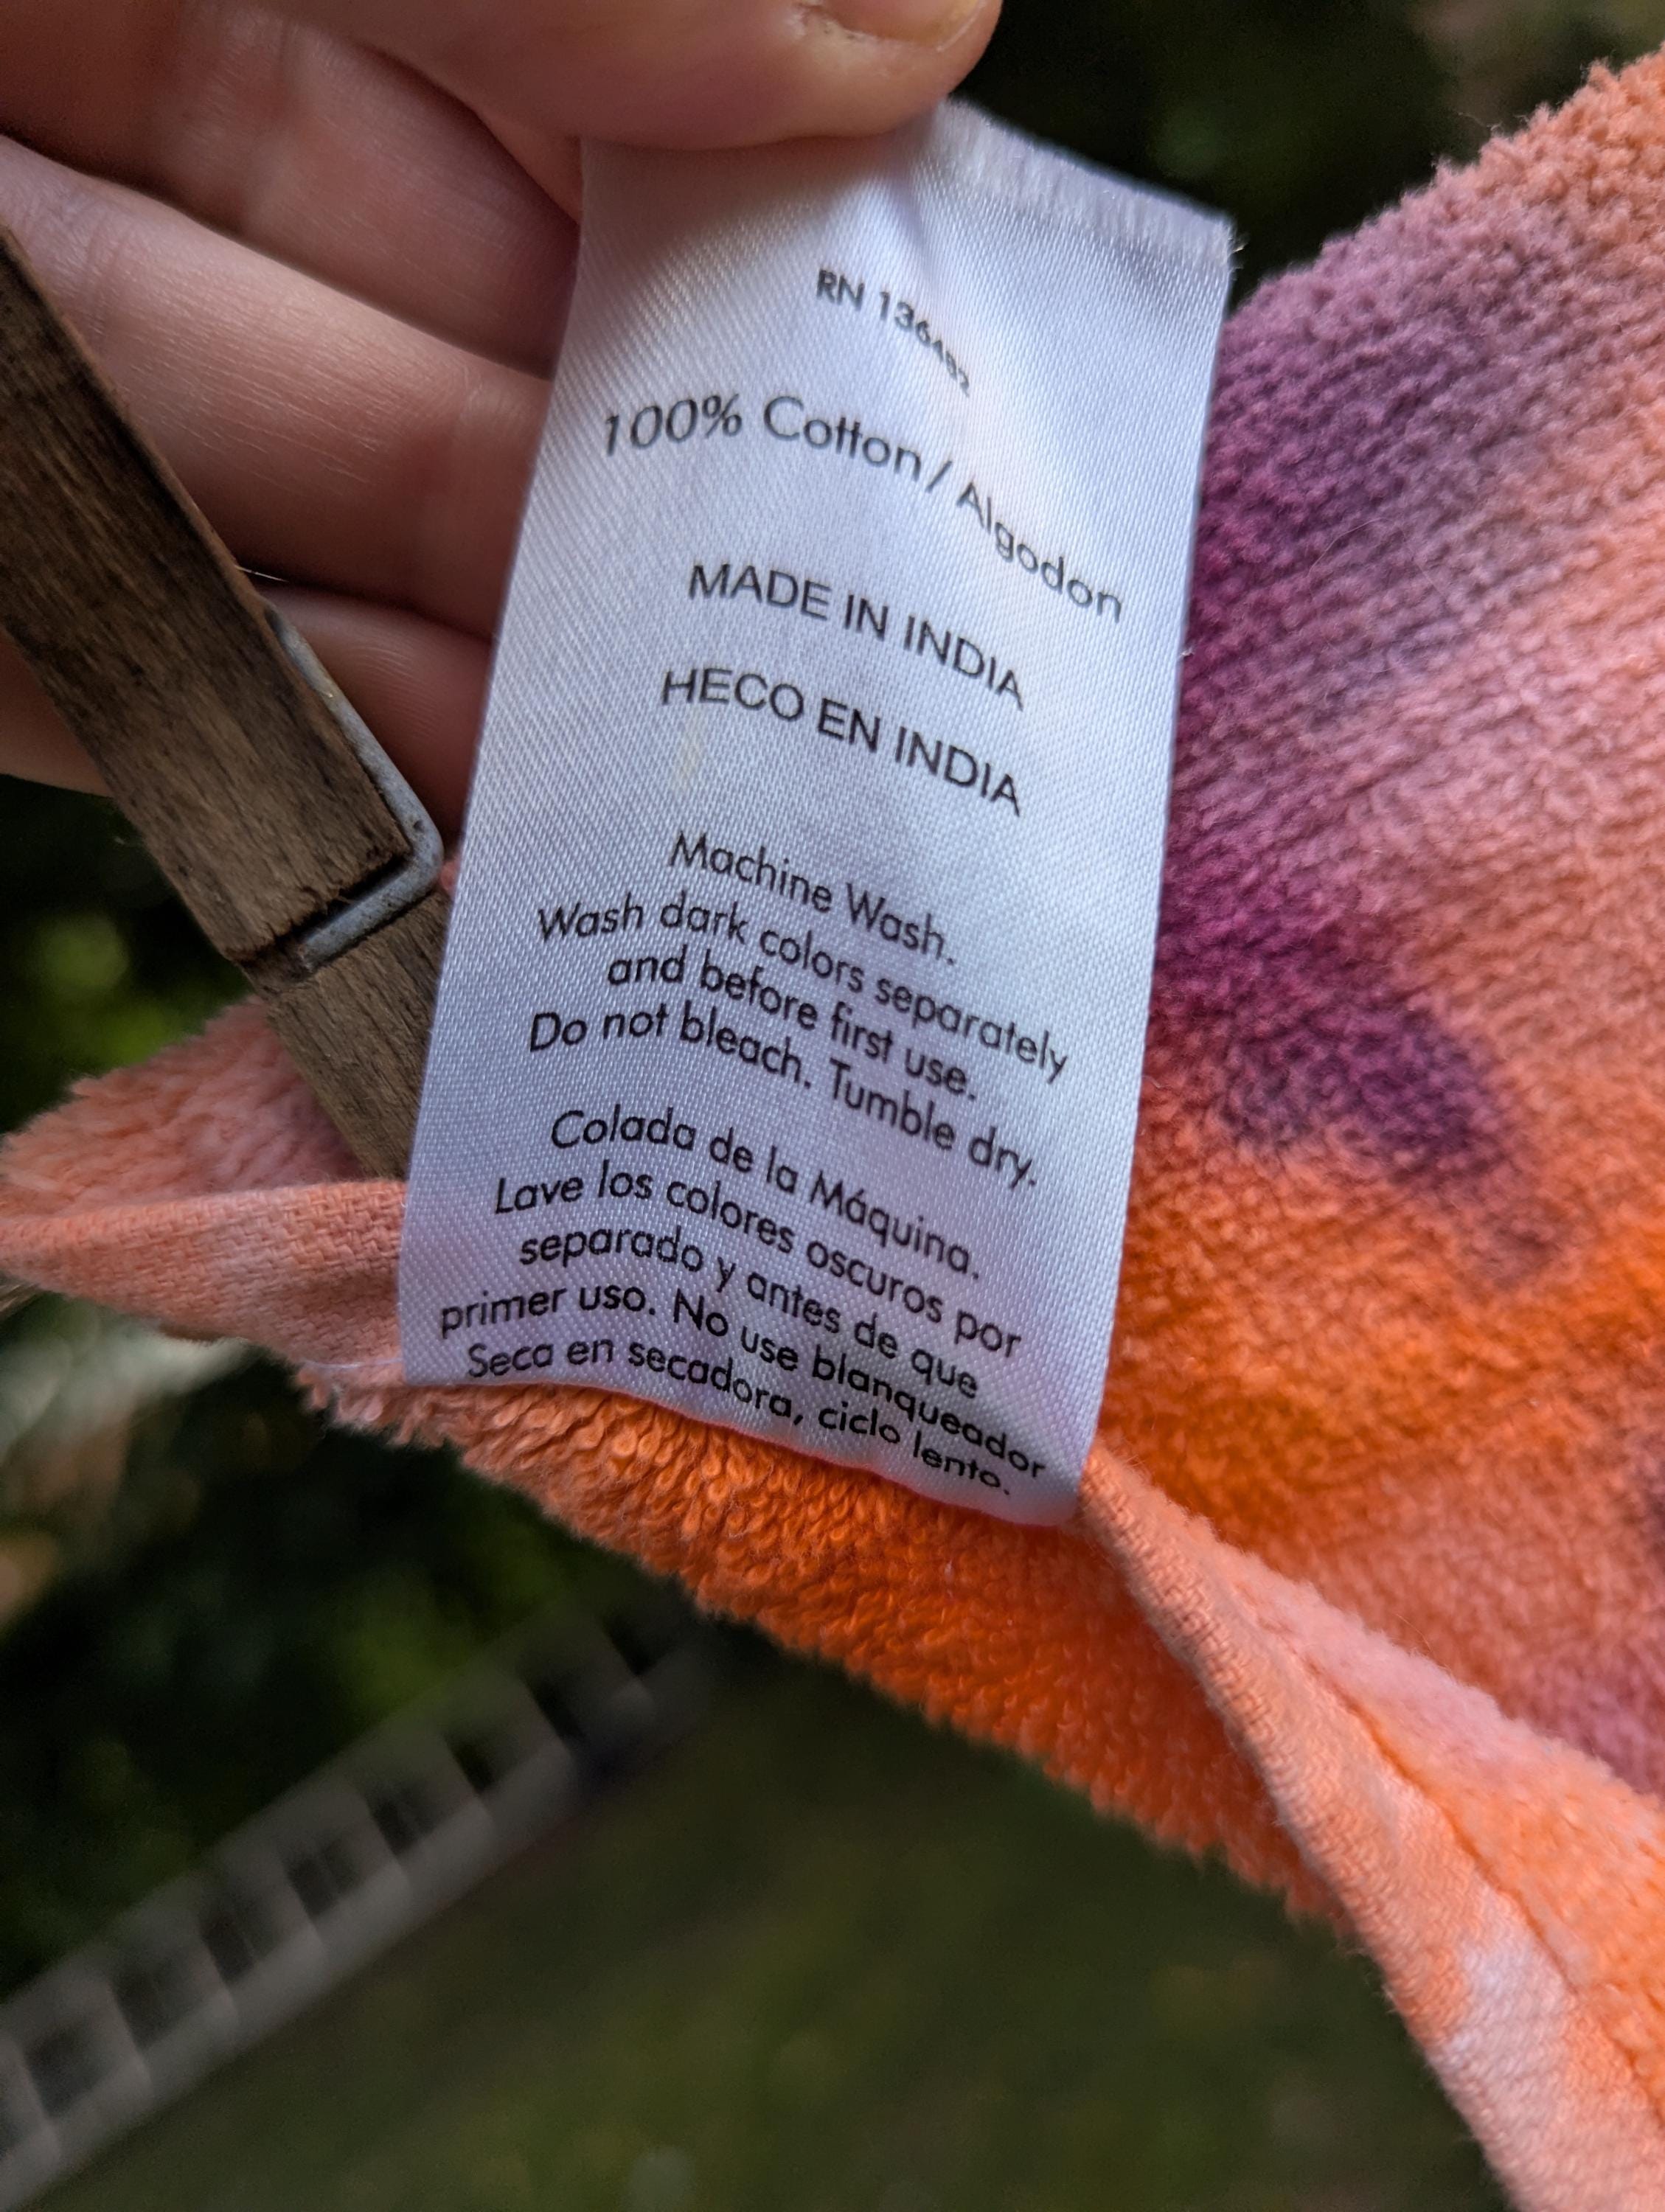 RN 136482
100% Cotton / Algodon
MADE IN INDIA
HECO EN INDIA
Machine Wash.
Wash dark colors separately
and before first use.
Do not bleach. Tumble dry.
Colada de la Máquina.
Lave los colores oscuros por
separado y antes de que
primer uso. No use blanqueador
Seca en secadora, ciclo lento.